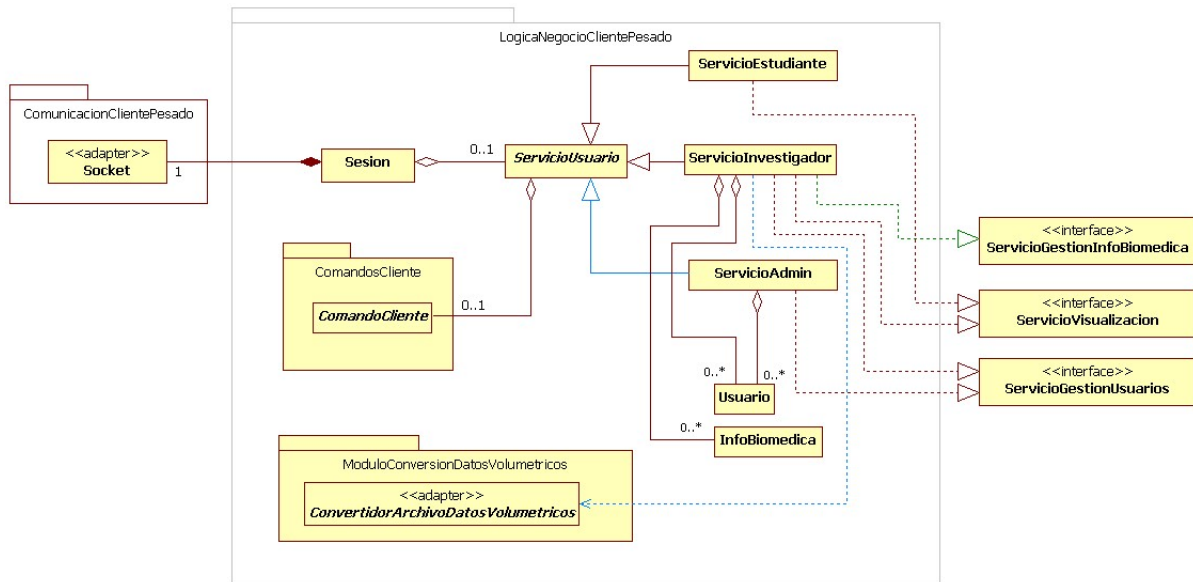 LogicaNegocioClientePesado
ServicioEstudiante
ComunicacionClientePesado
<<adapter>>
Socket
1
Sesion
0..1
ServicioUsuario
ServicioInvestigador
<<interface>>
ServicioGestionInfoBiomedica
ComandosCliente
ComandoCliente
0..1
ServicioAdmin
<<interface>>
ServicioVisualizacion
<<interface>>
ServicioGestionUsuarios
0..*
0..*
Usuario
0..*
InfoBiomedica
ModuloConversionDatosVolumetricos
<<adapter>>
ConvertidorArchivoDatosVolumetricos